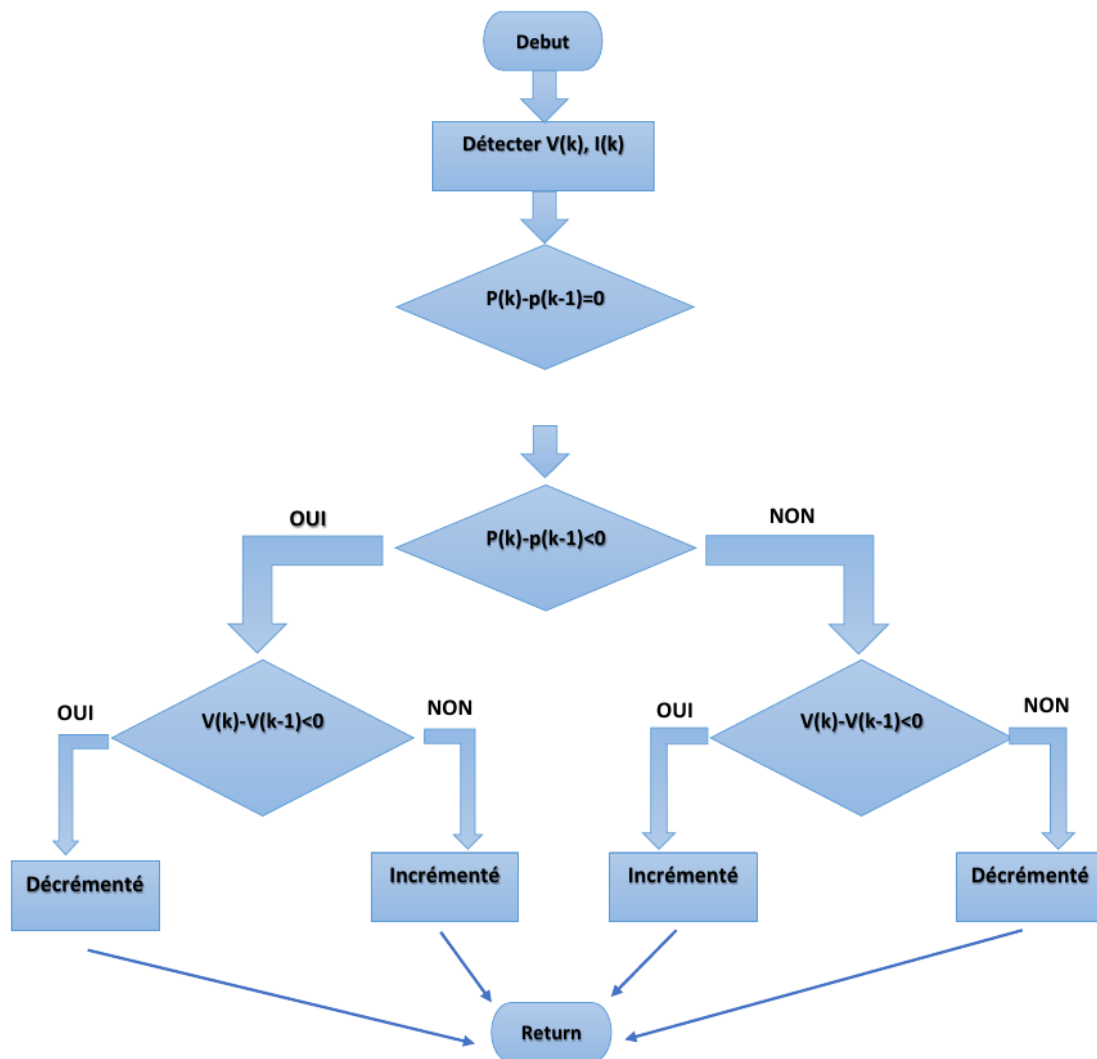 Debut
Détecter V(k), I(k)
P(k)-p(k-1)=0
P(k)-p(k-1)<0
OUI
NON
V(k)-V(k-1)<0
OUI
NON
V(k)-V(k-1)<0
OUI
NON
Décrémenté
Incrémenté
Incrémenté
Décrémenté
Return